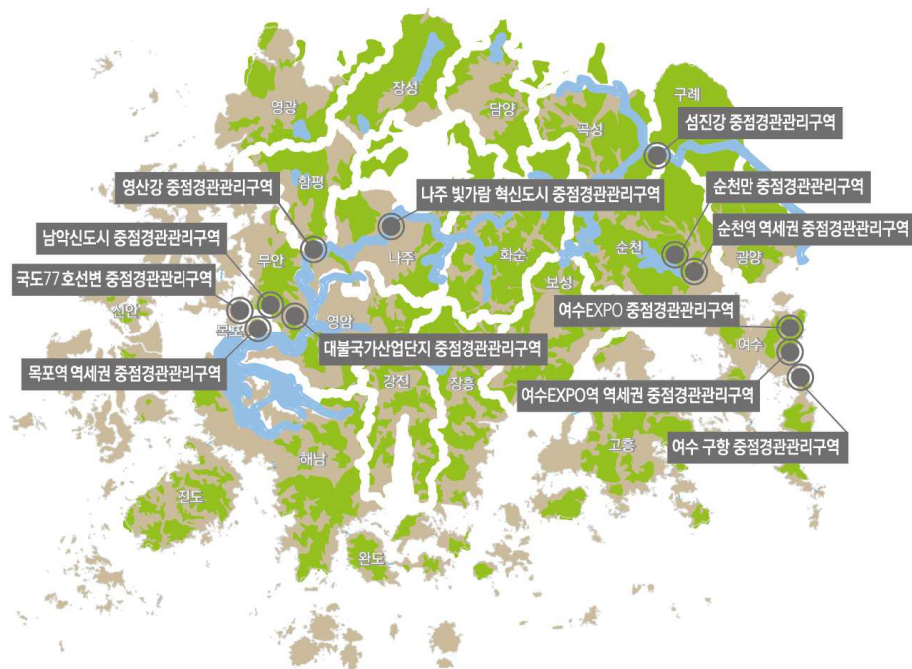 장성
영광
담양
구례
곡성
섬진강 중점경관관리구역
함평
영산강 중점경관관리구역
나주 빛가람 혁신도시 중점경관관리구역
순천만 중점경관관리구역
남악신도시 중점경관관리구역
순천역 역세권 중점경관관리구역
무안
나주
화순
순천
광양
국도77 호선변 중점경관관리구역
보성
신안
여수EXPO 중점경관관리구역
목포
영암
여수
대불국가산업단지 중점경관관리구역
목포역 역세권 중점경관관리구역
강진
장흥
여수EXPO역 역세권 중점경관관리구역
고흥
여수 구항 중점경관관리구역
해남
진도
완도